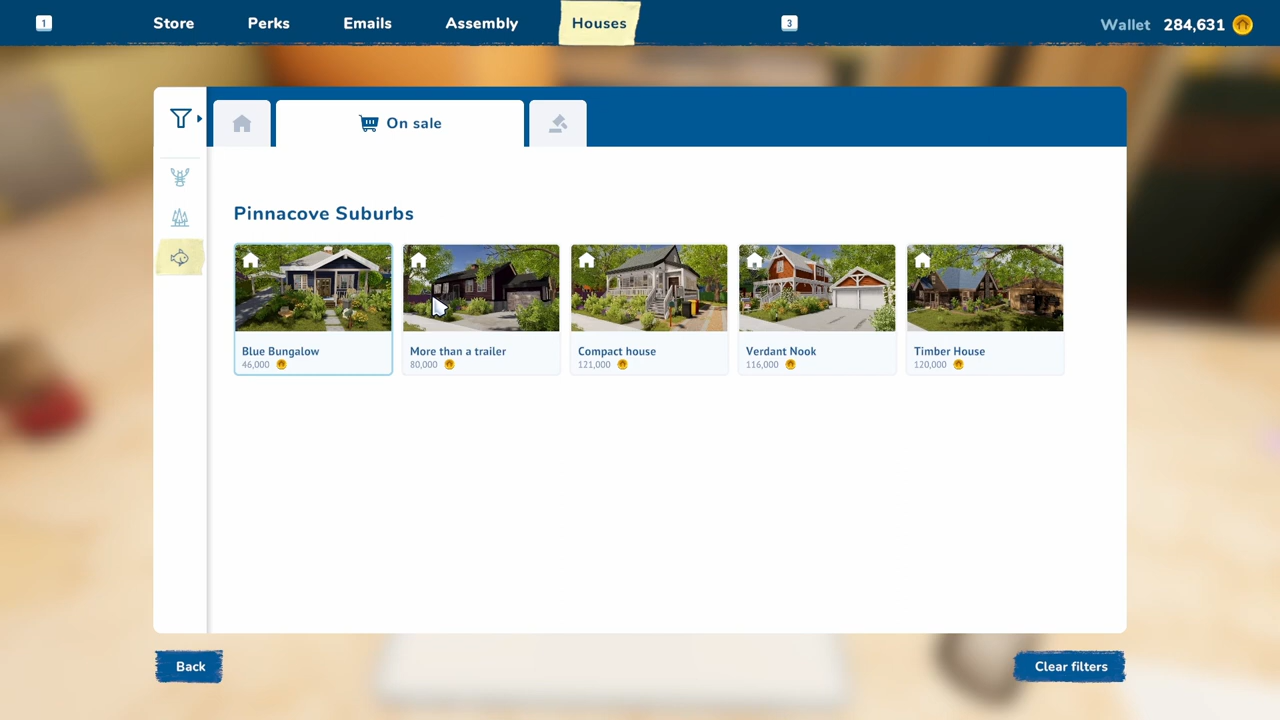 1 Store Perks Emails Assembly Houses 3 Wallet 284,631
On sale
Pinnacove Suburbs
Blue Bungalow
46,000
More than a trailer
80,000
Compact house
121,000
Verdant Nook
116,000
Timber House
120,000
Back
Clear filters